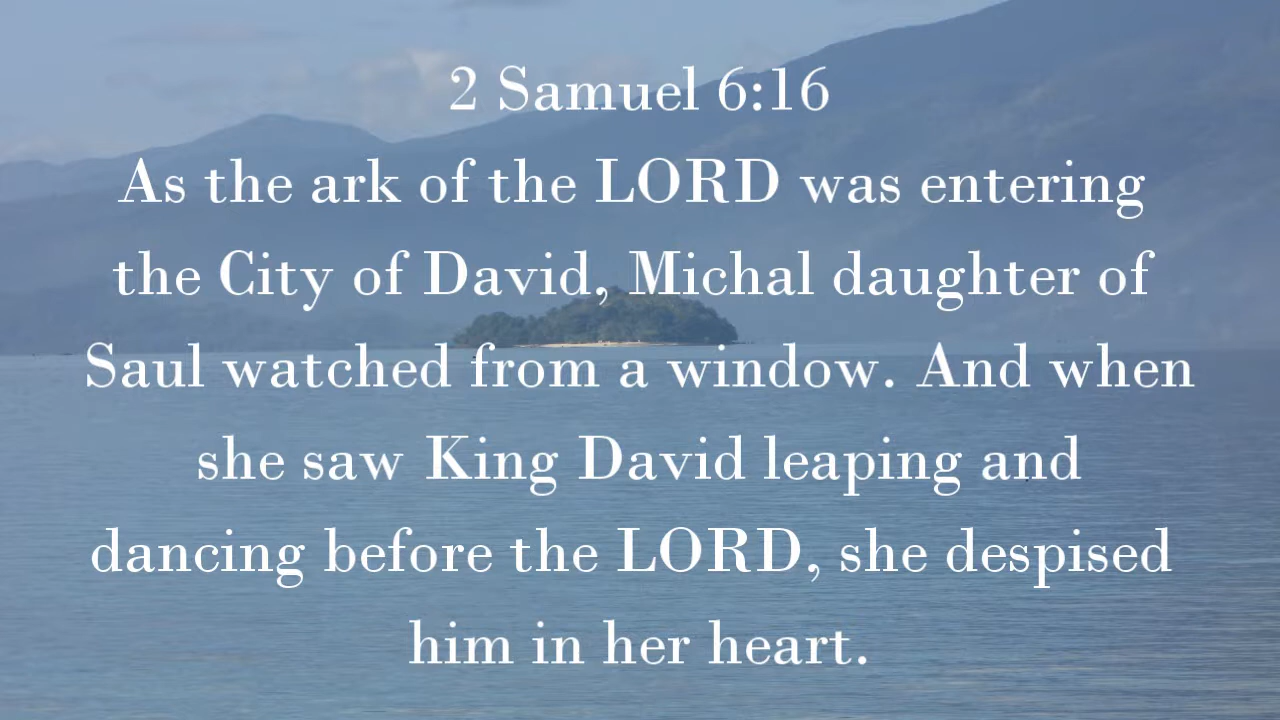 2 Samuel 6:16
As the ark of the LORD was entering
the City of David, Michal daughter of
Saul watched from a window. And when
she saw King David leaping and
dancing before the LORD, she despised
him in her heart.